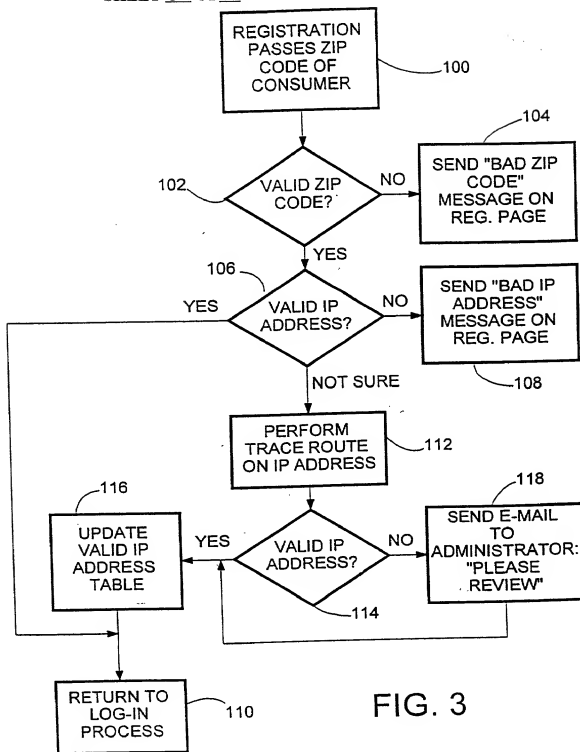 REGISTRATION
PASSES ZIP
CODE OF
CONSUMER
100
102
VALID ZIP
CODE?
NO
104
SEND "BAD ZIP
CODE"
MESSAGE ON
REG. PAGE
YES
106
YES
VALID IP
ADDRESS?
NO
SEND "BAD IP
ADDRESS"
MESSAGE ON
REG. PAGE
108
NOT SURE
PERFORM
TRACE ROUTE
ON IP ADDRESS
112
116
UPDATE
VALID IP
ADDRESS
TABLE
YES
VALID IP
ADDRESS?
114
NO
118
SEND E-MAIL
TO
ADMINISTRATOR:
"PLEASE
REVIEW"
RETURN TO
LOG-IN
PROCESS
110
FIG. 3